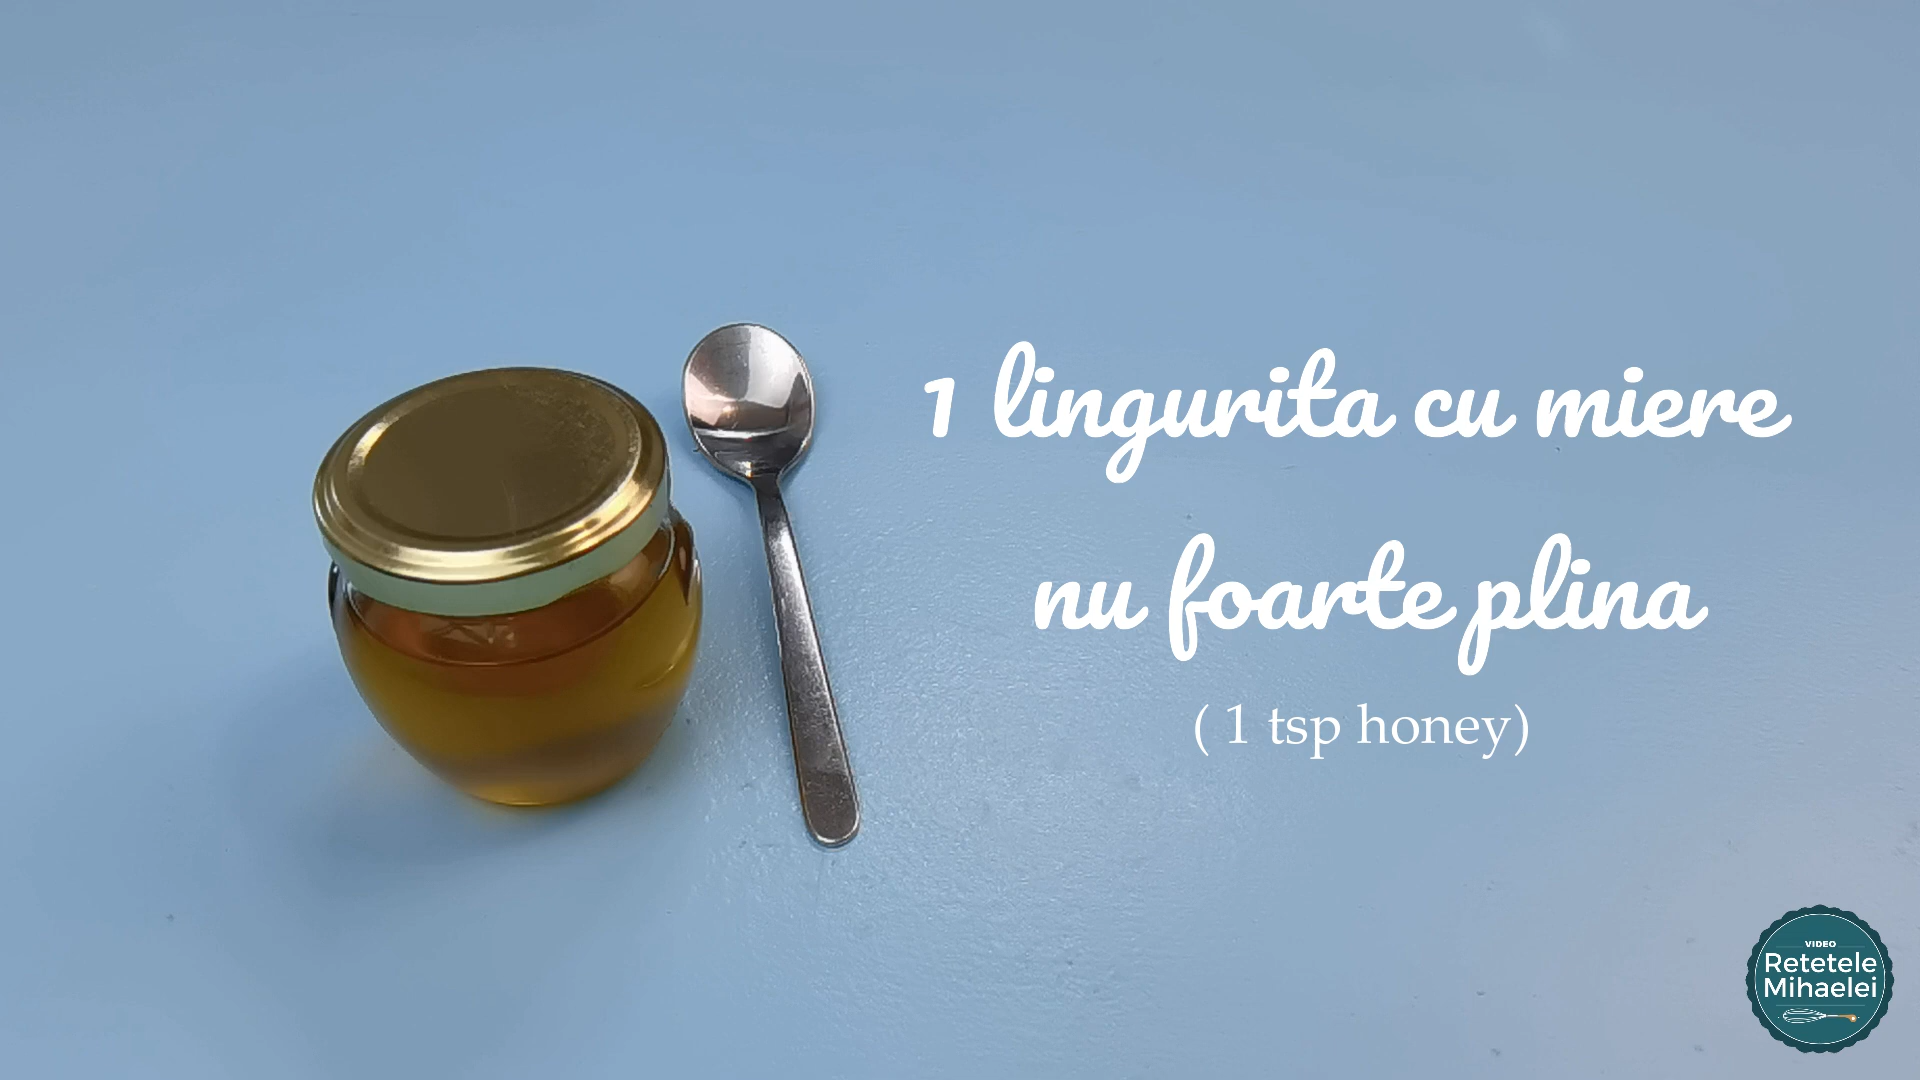 1 lingurita cu miere
nu foarte plina
( 1 tsp honey)
VIDEO
Retetele
Mihaelei